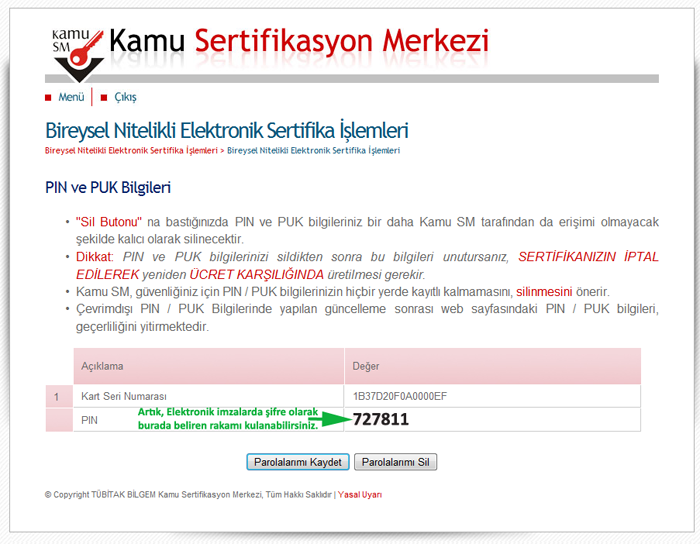 kamu
SM
Kamu Sertifikasyon Merkezi
Menü Çıkış
Bireysel Nitelikli Elektronik Sertifika İşlemleri
Bireysel Nitelikli Elektronik Sertifika İşlemleri > Bireysel Nitelikli Elektronik Sertifika İşlemleri
PIN ve PUK Bilgileri
• "Sil Butonu" na bastığınızda PIN ve PUK bilgileriniz bir daha Kamu SM tarafından da erişimi olmayacak
şekilde kalıcı olarak silinecektir.
• Dikkat: PIN ve PUK bilgilerinizi sildikten sonra bu bilgileri unutursanız, SERTİFİKANIZIN İPTAL
EDİLEREK yeniden ÜCRET KARŞILIĞINDA üretilmesi gerekir.
• Kamu SM, güvenliğiniz için PIN / PUK bilgilerinizin hiçbir yerde kayıtlı kalmamasını, silinmesini önerir.
• Çevrimdışı PIN / PUK Bilgilerinde yapılan güncelleme sonrası web sayfasındaki PIN / PUK bilgileri,
geçerliliğini yitirmektedir.
Açıklama Değer
1 Kart Seri Numarası 1B37D20F0A0000EF
PIN Artık, Elektronik imzalarda şifre olarak
burada beliren rakamı kulanabilirsiniz. 727811
Parolalarımı Kaydet Parolalarımı Sil
© Copyright TÜBİTAK BİLGEM Kamu Sertifikasyon Merkezi, Tüm Hakkı Saklıdır | Yasal Uyarı